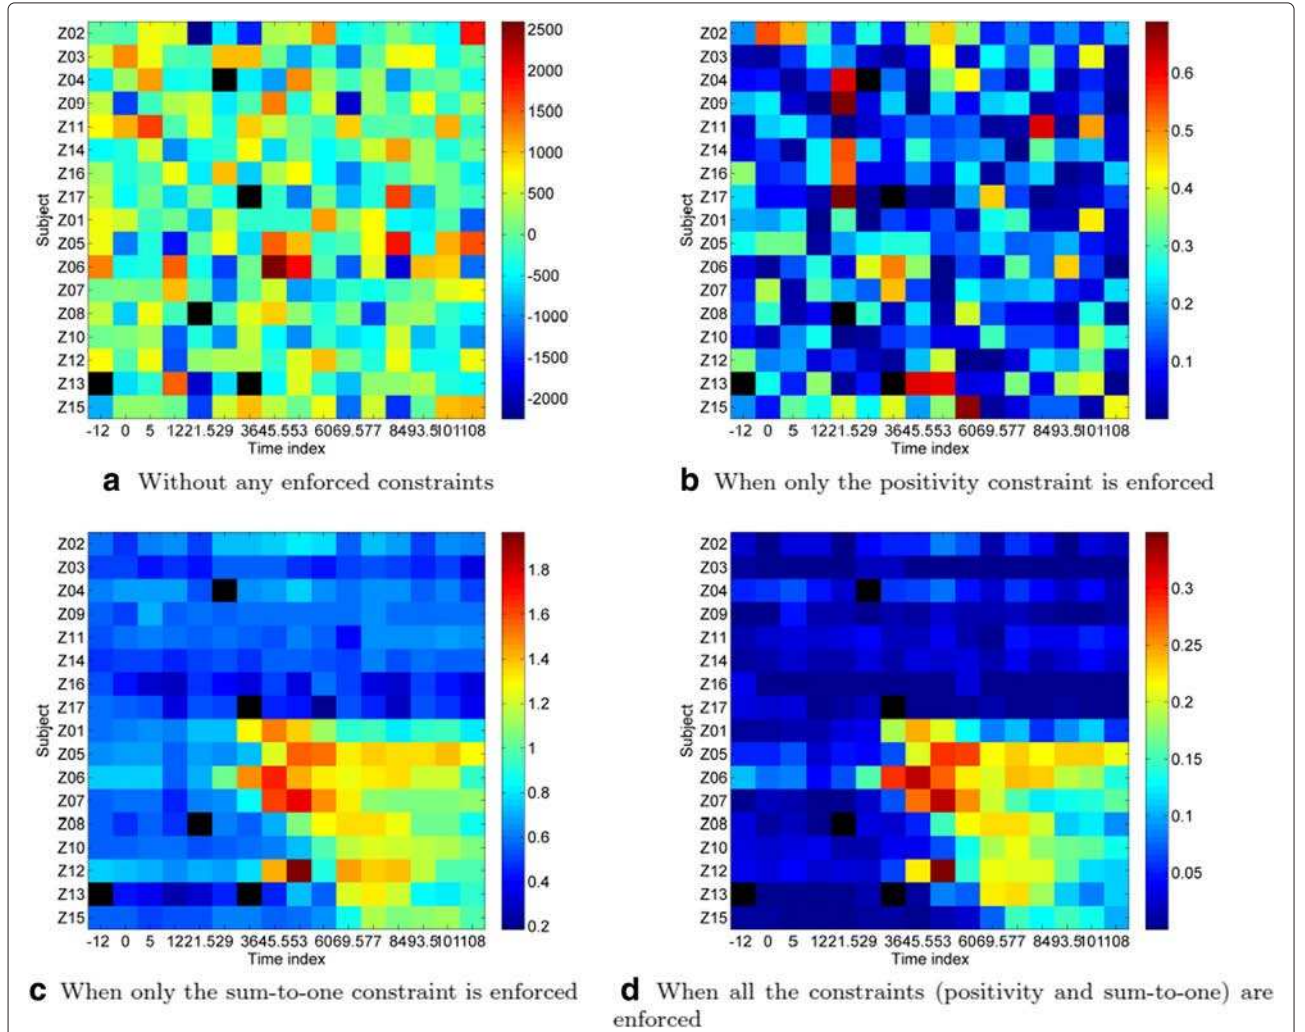 Z02
Z03
Z04
Z09
Z11
Z14
Z16
Z17
Z01
Z05
Z06
Z07
Z08
Z10
Z12
Z13
Z15
Subject
-12 0 5 1221.529 3645.553 6069.577 8493.5101108
Time index
2500
2000
1500
1000
500
0
-500
-1000
-1500
-2000
a Without any enforced constraints
Z02
Z03
Z04
Z09
Z11
Z14
Z16
Z17
Z01
Z05
Z06
Z07
Z08
Z10
Z12
Z13
Z15
Subject
-12 0 5 1221.529 3645.553 6069.577 8493.5101108
Time index
0.6
0.5
0.4
0.3
0.2
0.1
b When only the positivity constraint is enforced
Z02
Z03
Z04
Z09
Z11
Z14
Z16
Z17
Z01
Z05
Z06
Z07
Z08
Z10
Z12
Z13
Z15
Subject
-12 0 5 1221.529 3645.553 6069.577 8493.5101108
Time index
1.8
1.6
1.4
1.2
1
0.8
0.6
0.4
0.2
c When only the sum-to-one constraint is enforced
Z02
Z03
Z04
Z09
Z11
Z14
Z16
Z17
Z01
Z05
Z06
Z07
Z08
Z10
Z12
Z13
Z15
Subject
-12 0 5 1221.529 3645.553 6069.577 8493.5101108
Time index
0.3
0.25
0.2
0.15
0.1
0.05
d When all the constraints (positivity and sum-to-one) are
enforced